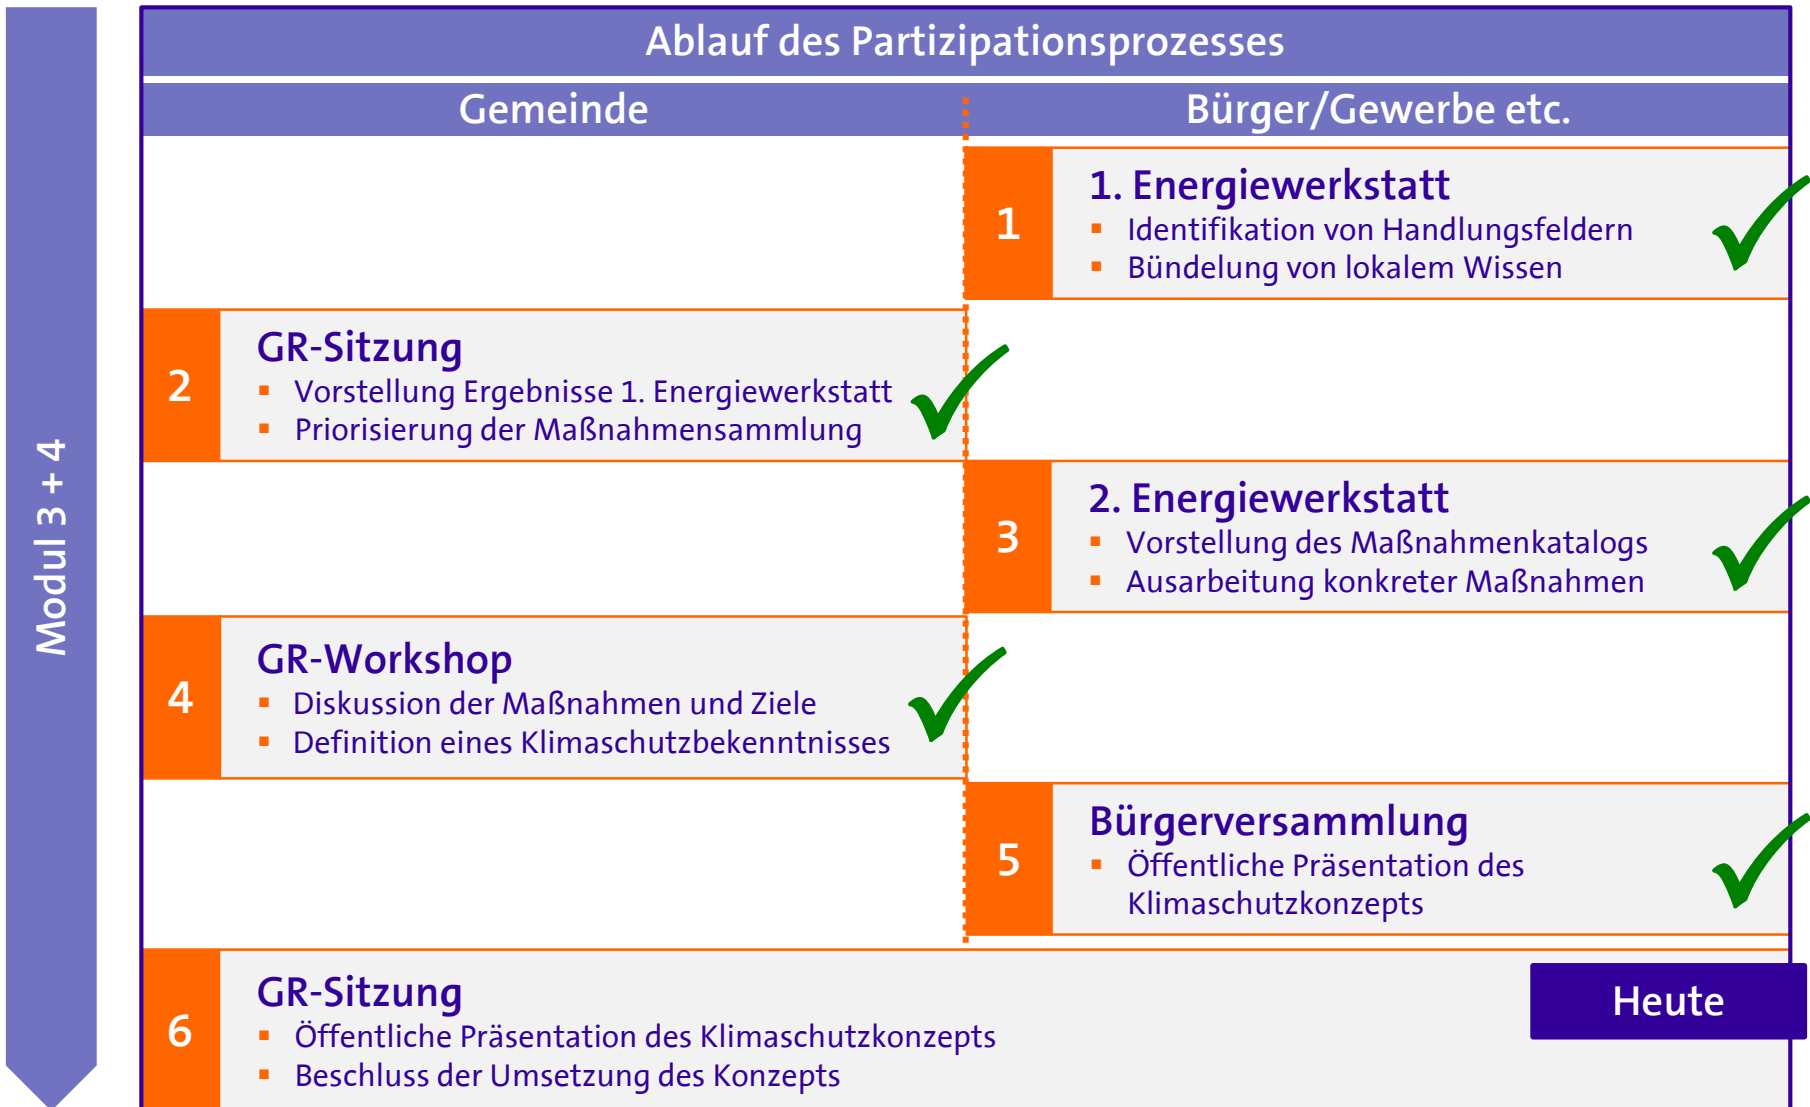 Ablauf des Partizipationsprozesses
Gemeinde
Bürger/Gewerbe etc.
Modul 3 + 4
1
1. Energiewerkstatt
▪ Identifikation von Handlungsfeldern
▪ Bündelung von lokalem Wissen
2
GR-Sitzung
▪ Vorstellung Ergebnisse 1. Energiewerkstatt
▪ Priorisierung der Maßnahmensammlung
3
2. Energiewerkstatt
▪ Vorstellung des Maßnahmenkatalogs
▪ Ausarbeitung konkreter Maßnahmen
4
GR-Workshop
▪ Diskussion der Maßnahmen und Ziele
▪ Definition eines Klimaschutzbekenntnisses
5
Bürgerversammlung
▪ Öffentliche Präsentation des
Klimaschutzkonzepts
6
GR-Sitzung
▪ Öffentliche Präsentation des Klimaschutzkonzepts
▪ Beschluss der Umsetzung des Konzepts
Heute